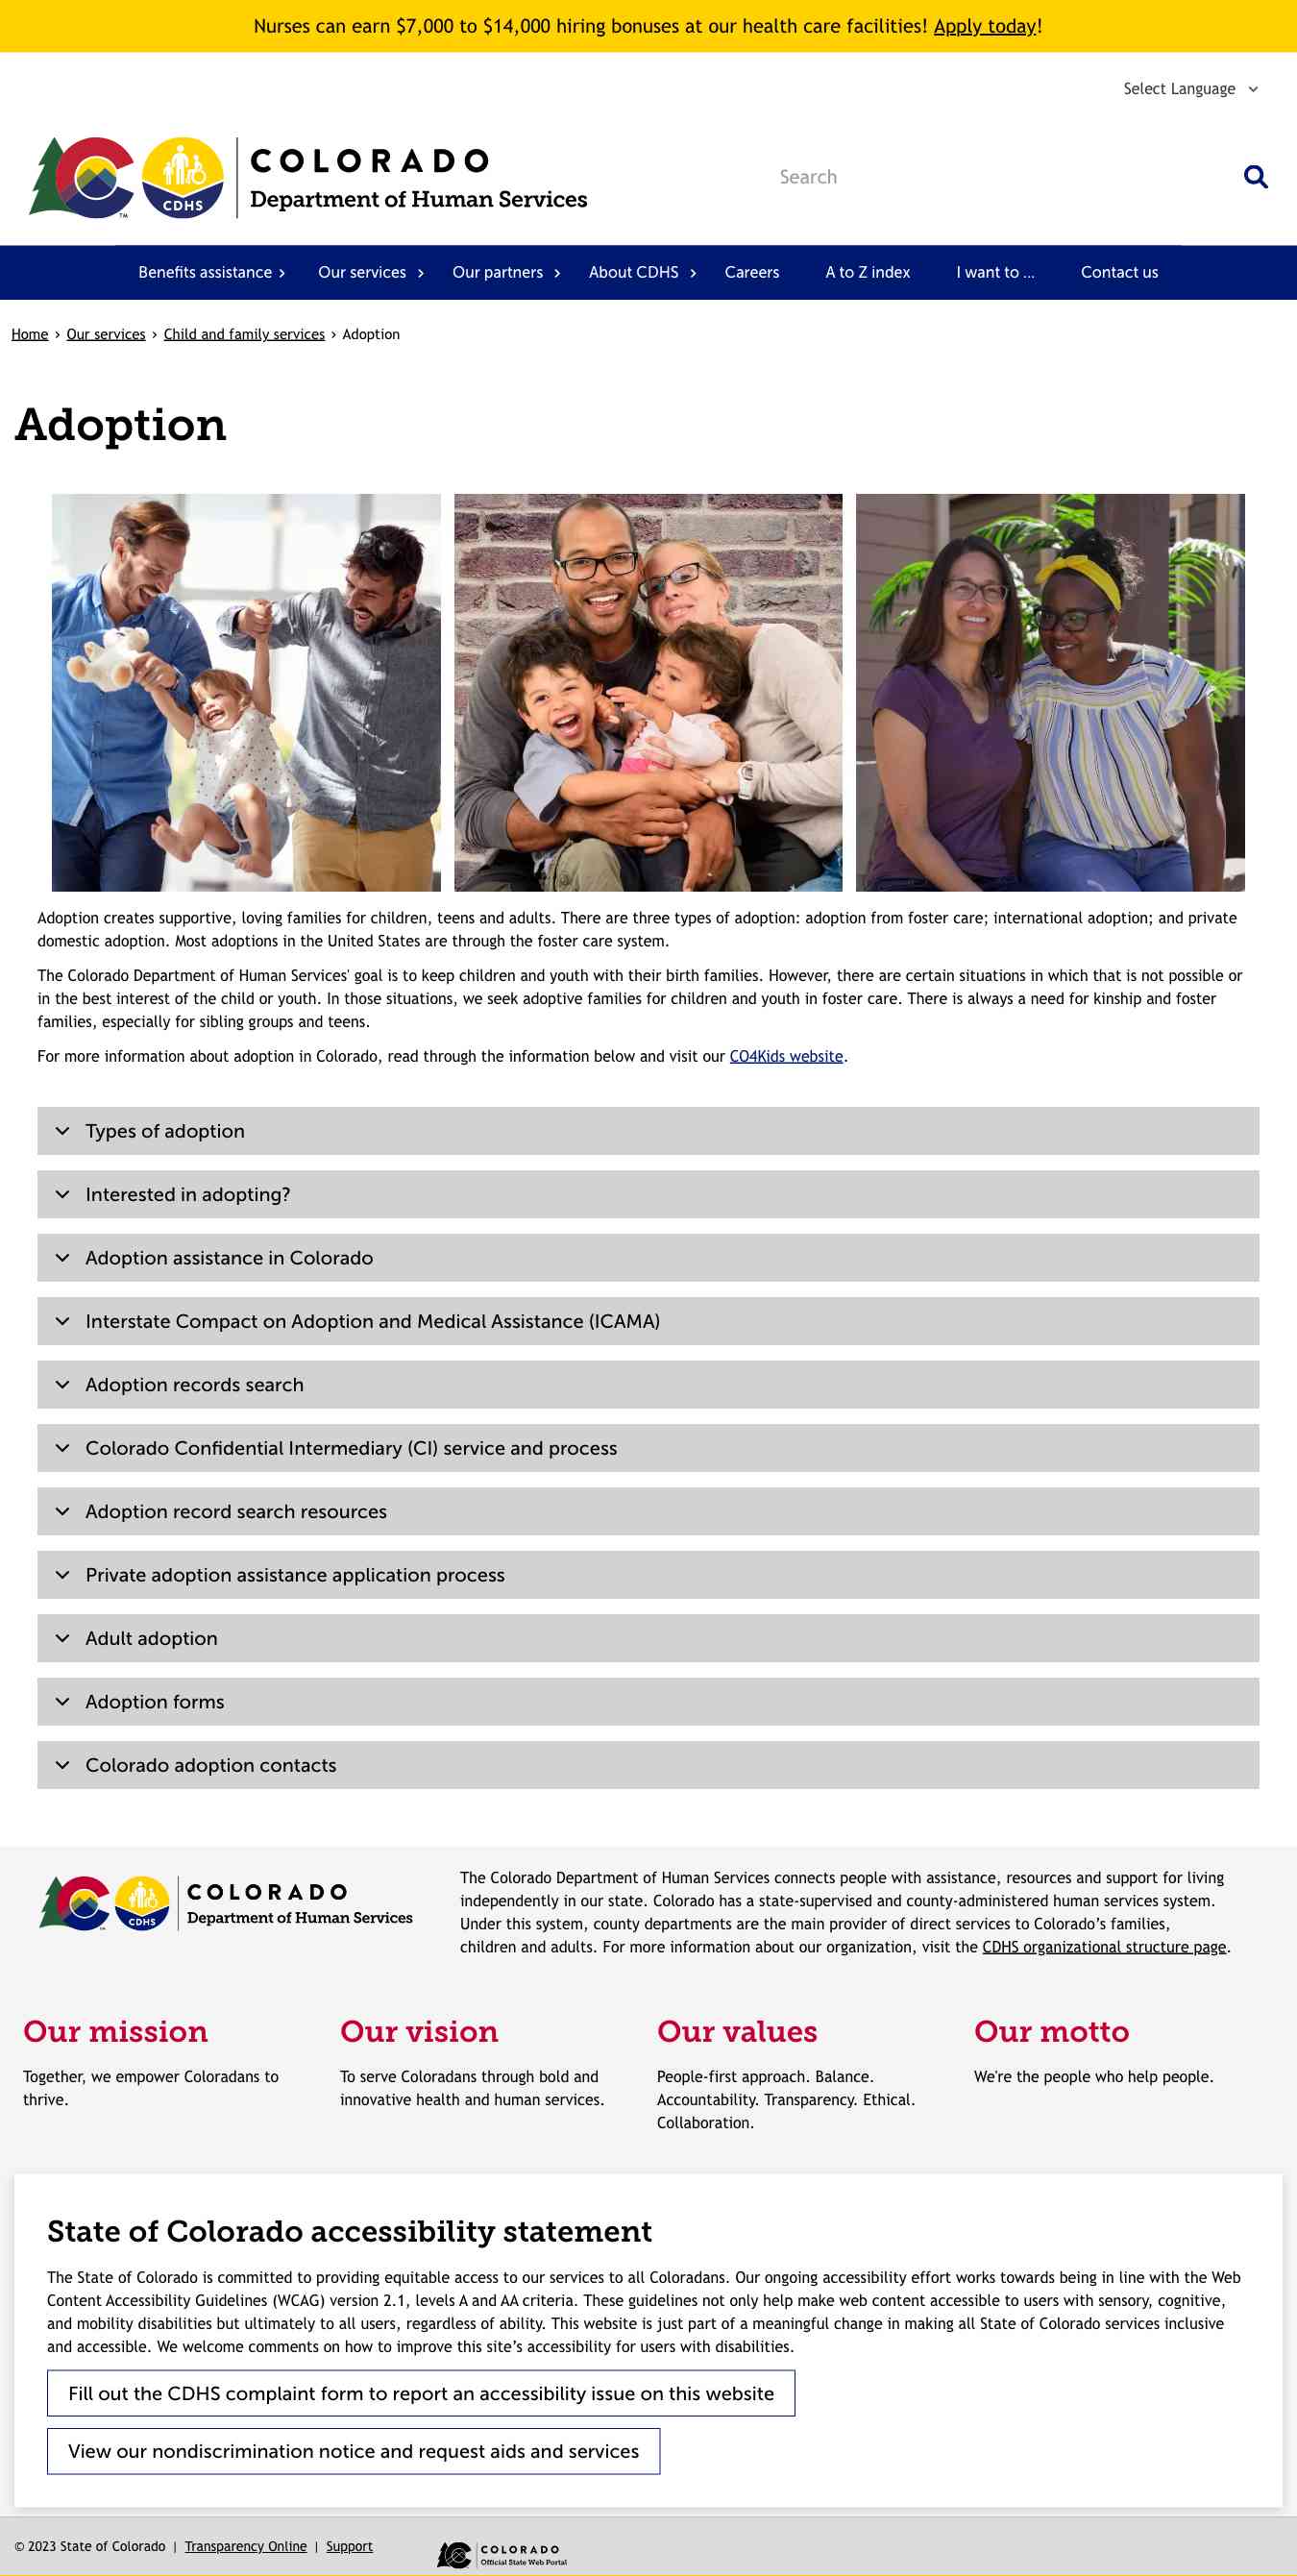 Nurses can earn $7,000 to $14,000 hiring bonuses at our health care facilities! Apply today!
Select Language
CDHS
TM
COLORADO
Department of Human Services
Search
Benefits assistance
Our services
Our partners
About CDHS
Careers
A to Z index
I want to ...
Contact us
Home › Our services › Child and family services › Adoption
Adoption
Adoption creates supportive, loving families for children, teens and adults. There are three types of adoption: adoption from foster care; international adoption; and private
domestic adoption. Most adoptions in the United States are through the foster care system.
The Colorado Department of Human Services' goal is to keep children and youth with their birth families. However, there are certain situations in which that is not possible or
in the best interest of the child or youth. In those situations, we seek adoptive families for children and youth in foster care. There is always a need for kinship and foster
families, especially for sibling groups and teens.
For more information about adoption in Colorado, read through the information below and visit our CO4Kids website.
Types of adoption
Interested in adopting?
Adoption assistance in Colorado
Interstate Compact on Adoption and Medical Assistance (ICAMA)
Adoption records search
Colorado Confidential Intermediary (CI) service and process
Adoption record search resources
Private adoption assistance application process
Adult adoption
Adoption forms
Colorado adoption contacts
CDHS
TM
COLORADO
Department of Human Services
The Colorado Department of Human Services connects people with assistance, resources and support for living
independently in our state. Colorado has a state-supervised and county-administered human services system.
Under this system, county departments are the main provider of direct services to Colorado’s families,
children and adults. For more information about our organization, visit the CDHS organizational structure page.
Our mission
Together, we empower Coloradans to
thrive.
Our vision
To serve Coloradans through bold and
innovative health and human services.
Our values
People-first approach. Balance.
Accountability. Transparency. Ethical.
Collaboration.
Our motto
We're the people who help people.
State of Colorado accessibility statement
The State of Colorado is committed to providing equitable access to our services to all Coloradans. Our ongoing accessibility effort works towards being in line with the Web
Content Accessibility Guidelines (WCAG) version 2.1, levels A and AA criteria. These guidelines not only help make web content accessible to users with sensory, cognitive,
and mobility disabilities but ultimately to all users, regardless of ability. This website is just part of a meaningful change in making all State of Colorado services inclusive
and accessible. We welcome comments on how to improve this site’s accessibility for users with disabilities.
Fill out the CDHS complaint form to report an accessibility issue on this website
View our nondiscrimination notice and request aids and services
© 2023 State of Colorado | Transparency Online | Support
COLORADO
Official State Web Portal